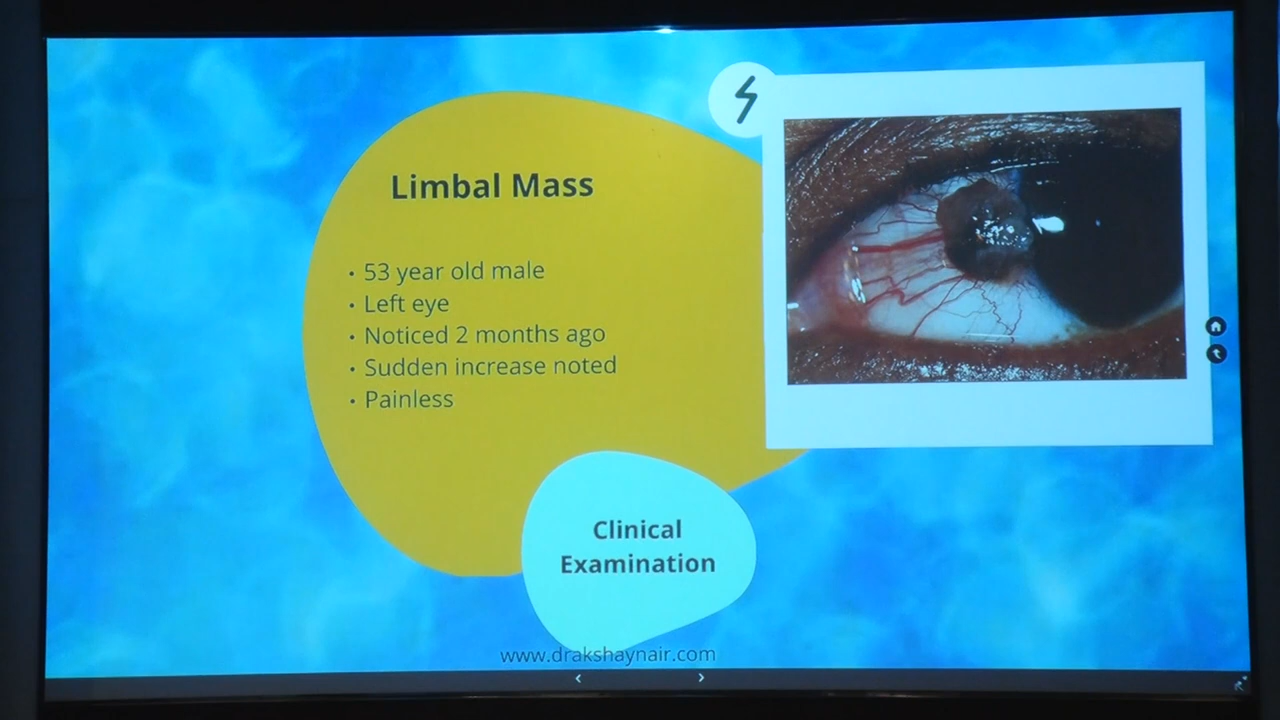 Limbal Mass
• 53 year old male
• Left eye
• Noticed 2 months ago
• Sudden increase noted
• Painless
Clinical
Examination
www.drakshaynair.com